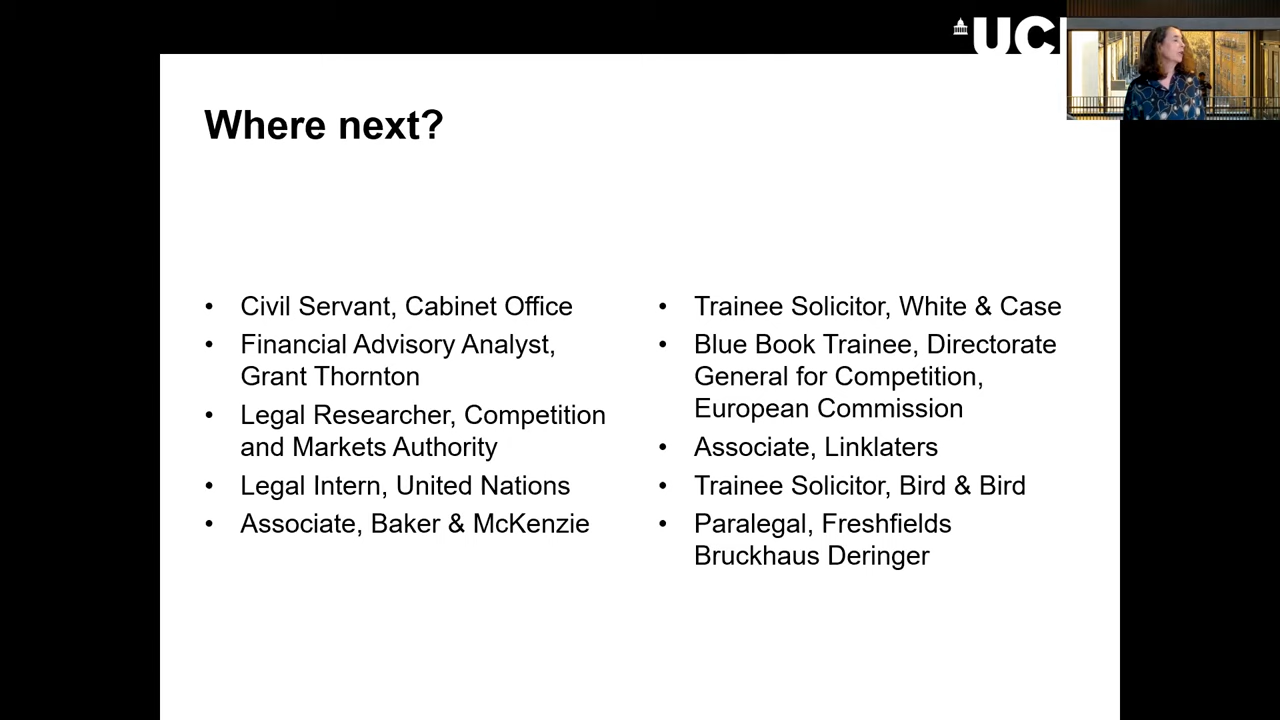 UCL
Where next?
• Civil Servant, Cabinet Office
• Financial Advisory Analyst,
Grant Thornton
• Legal Researcher, Competition
and Markets Authority
• Legal Intern, United Nations
• Associate, Baker & McKenzie
• Trainee Solicitor, White & Case
• Blue Book Trainee, Directorate
General for Competition,
European Commission
• Associate, Linklaters
• Trainee Solicitor, Bird & Bird
• Paralegal, Freshfields
Bruckhaus Deringer